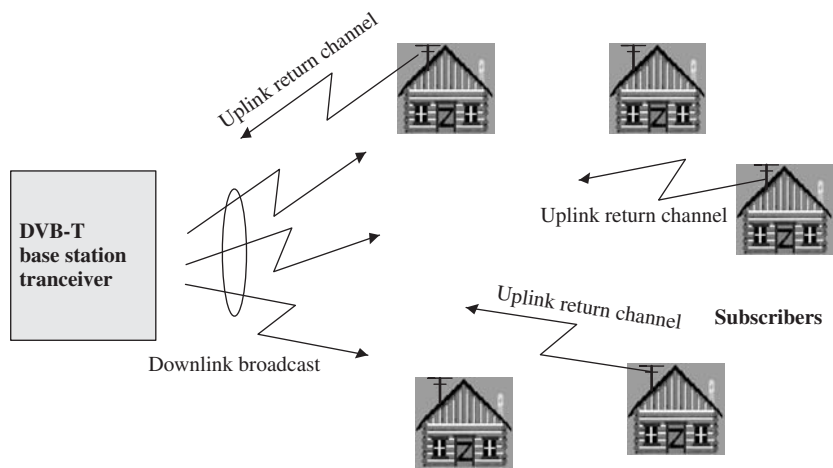 Uplink return channel
DVB-T
base station
tranceiver
Uplink return channel
Uplink return channel
Subscribers
Downlink broadcast